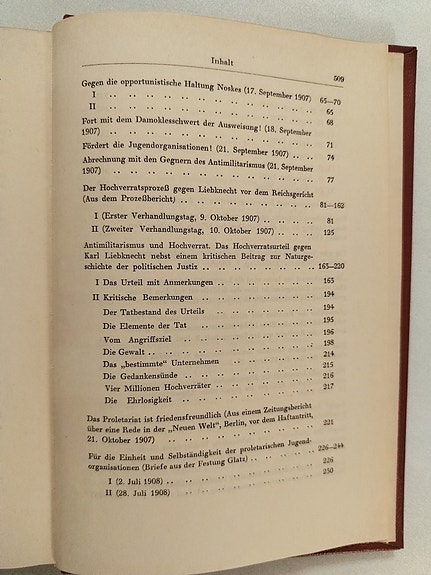 Inhalt 509
Gegen die opportunistische Haltung Noskes (17. September 1907) 65—70
I .. .. .. .. .. .. .. .. .. .. .. .. .. 65
II .. .. .. .. .. .. .. .. .. .. .. .. .. 68
Fort mit dem Damoklesschwert der Ausweisung! (18. September
1907) .. .. .. .. .. .. .. .. .. .. .. .. 71
Fördert die Jugendorganisationen! (21. September 1907) .. .. 74
Abrechnung mit den Gegnern des Antimilitarismus (21. September
1907) .. .. .. .. .. .. .. .. .. .. .. .. 77
Der Hochverratsprozeß gegen Liebknecht vor dem Reichsgericht
(Aus dem Prozeßbericht) .. .. .. .. .. .. .. .. 81—162
I (Erster Verhandlungstag, 9. Oktober 1907) .. .. .. .. 81
II (Zweiter Verhandlungstag, 10. Oktober 1907) .. .. .. 125
Antimilitarismus und Hochverrat. Das Hochverratsurteil gegen
Karl Liebknecht nebst einem kritischen Beitrag zur Naturge-
schichte der politischen Justiz .. .. .. .. .. .. .. 163—220
I Das Urteil mit Anmerkungen .. .. .. .. .. .. 163
II Kritische Bemerkungen .. .. .. .. .. .. .. 194
Der Tatbestand des Urteils .. .. .. .. .. .. 194
Die Elemente der Tat .. .. .. .. .. .. .. 195
Vom Angriffsziel .. .. .. .. .. .. .. .. 196
Die Gewalt .. .. .. .. .. .. .. .. .. 198
Das „bestimmte" Unternehmen .. .. .. .. .. 214
Die Gedankensünde .. .. .. .. .. .. .. 215
Vier Millionen Hochverräter .. .. .. .. .. .. 216
Die Ehrlosigkeit .. .. .. .. .. .. .. .. 217
Das Proletariat ist friedensfreundlich (Aus einem Zeitungsbericht
über eine Rede in der „Neuen Welt", Berlin, vor dem Haftantritt,
21. Oktober 1907) .. .. .. .. .. .. .. .. .. 221
Für die Einheit und Selbständigkeit der proletarischen Jugend-
organisationen (Briefe aus der Festung Glatz) .. .. .. .. 226—244
I (2. Juli 1908) .. .. .. .. .. .. .. .. .. 226
II (28. Juli 1908) .. .. .. .. .. .. .. .. .. 230